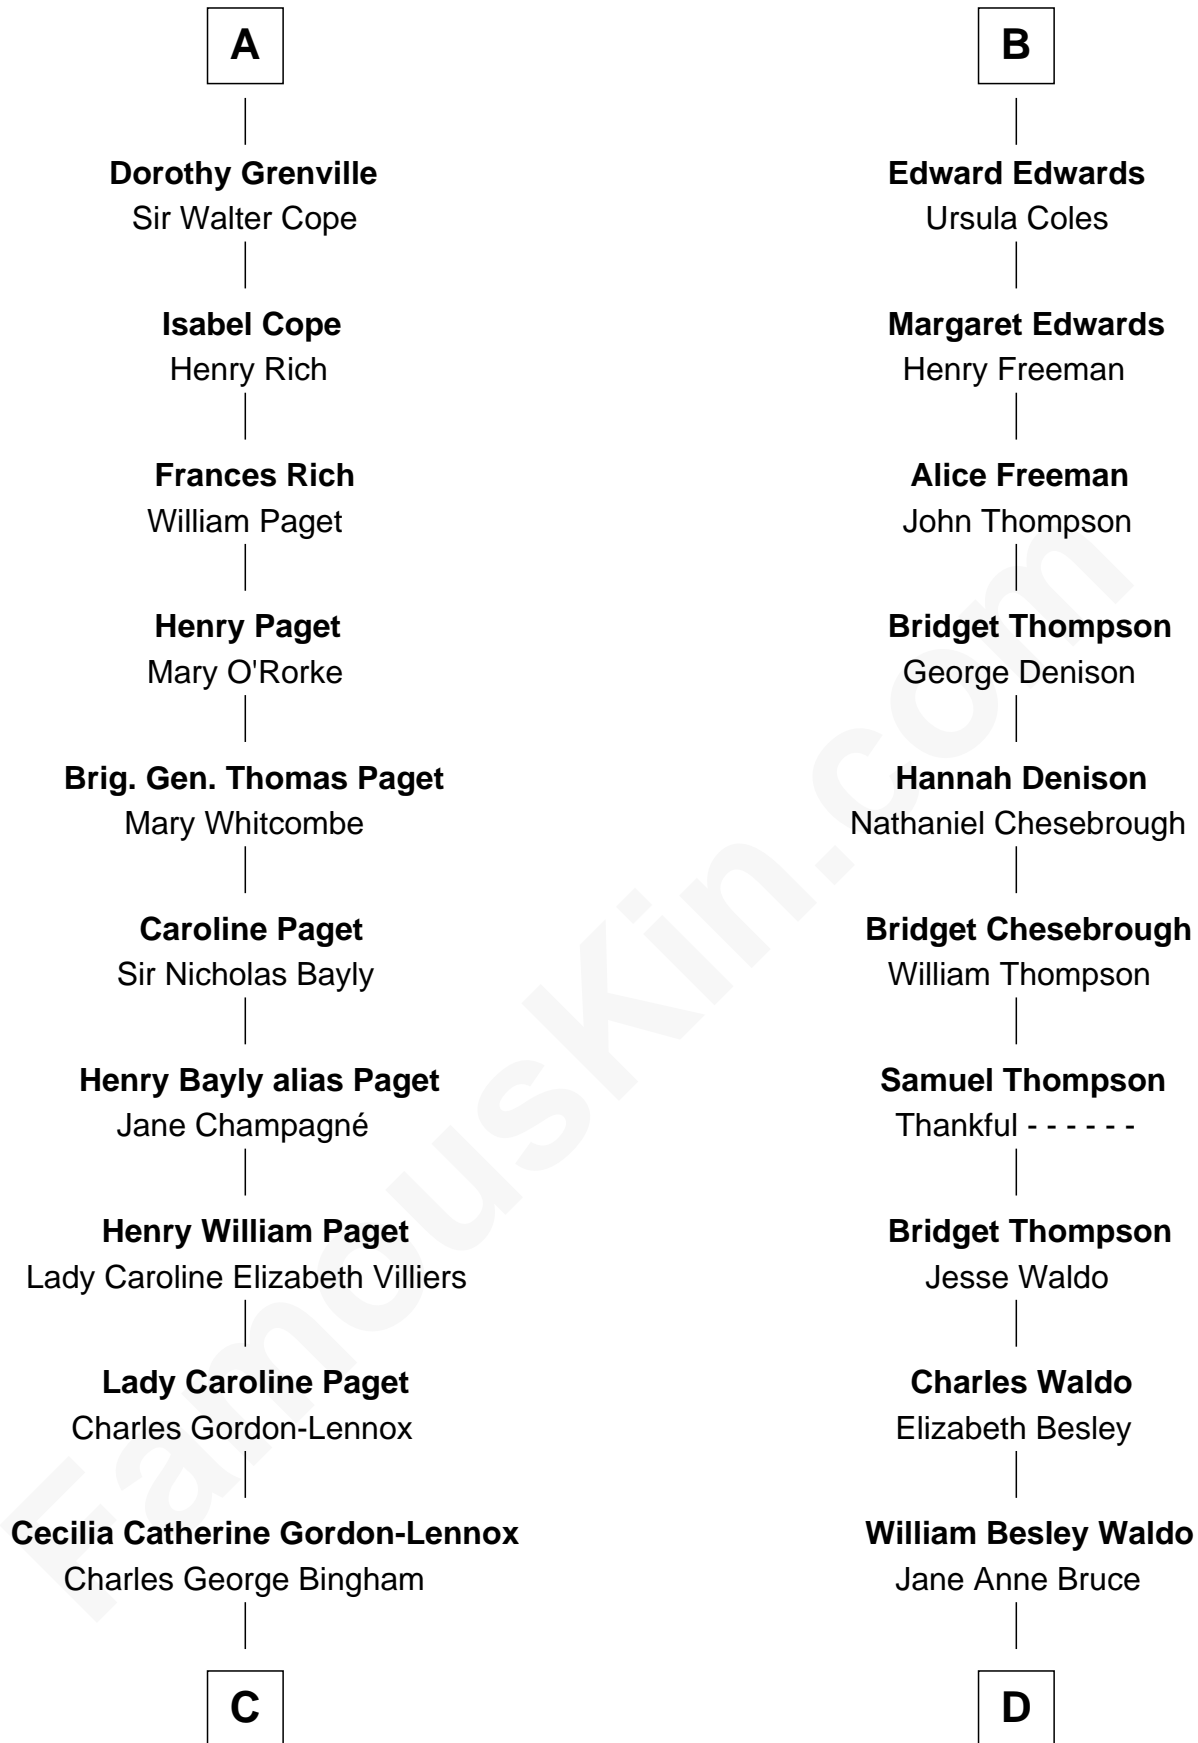 A
Dorothy Grenville
Sir Walter Cope
Isabel Cope
Henry Rich
Frances Rich
William Paget
Henry Paget
Mary O'Rorke
Brig. Gen. Thomas Paget
Mary Whitcombe
Caroline Paget
Sir Nicholas Bayly
Henry Bayly alias Paget
Jane Champagné
Henry William Paget
Lady Caroline Elizabeth Villiers
Lady Caroline Paget
Charles Gordon-Lennox
Cecilia Catherine Gordon-Lennox
Charles George Bingham
C
B
Edward Edwards
Ursula Coles
Margaret Edwards
Henry Freeman
Alice Freeman
John Thompson
Bridget Thompson
George Denison
Hannah Denison
Nathaniel Chesebrough
Bridget Chesebrough
William Thompson
Samuel Thompson
Thankful - - - - - -
Bridget Thompson
Jesse Waldo
Charles Waldo
Elizabeth Besley
William Besley Waldo
Jane Anne Bruce
D
FamousKin.com